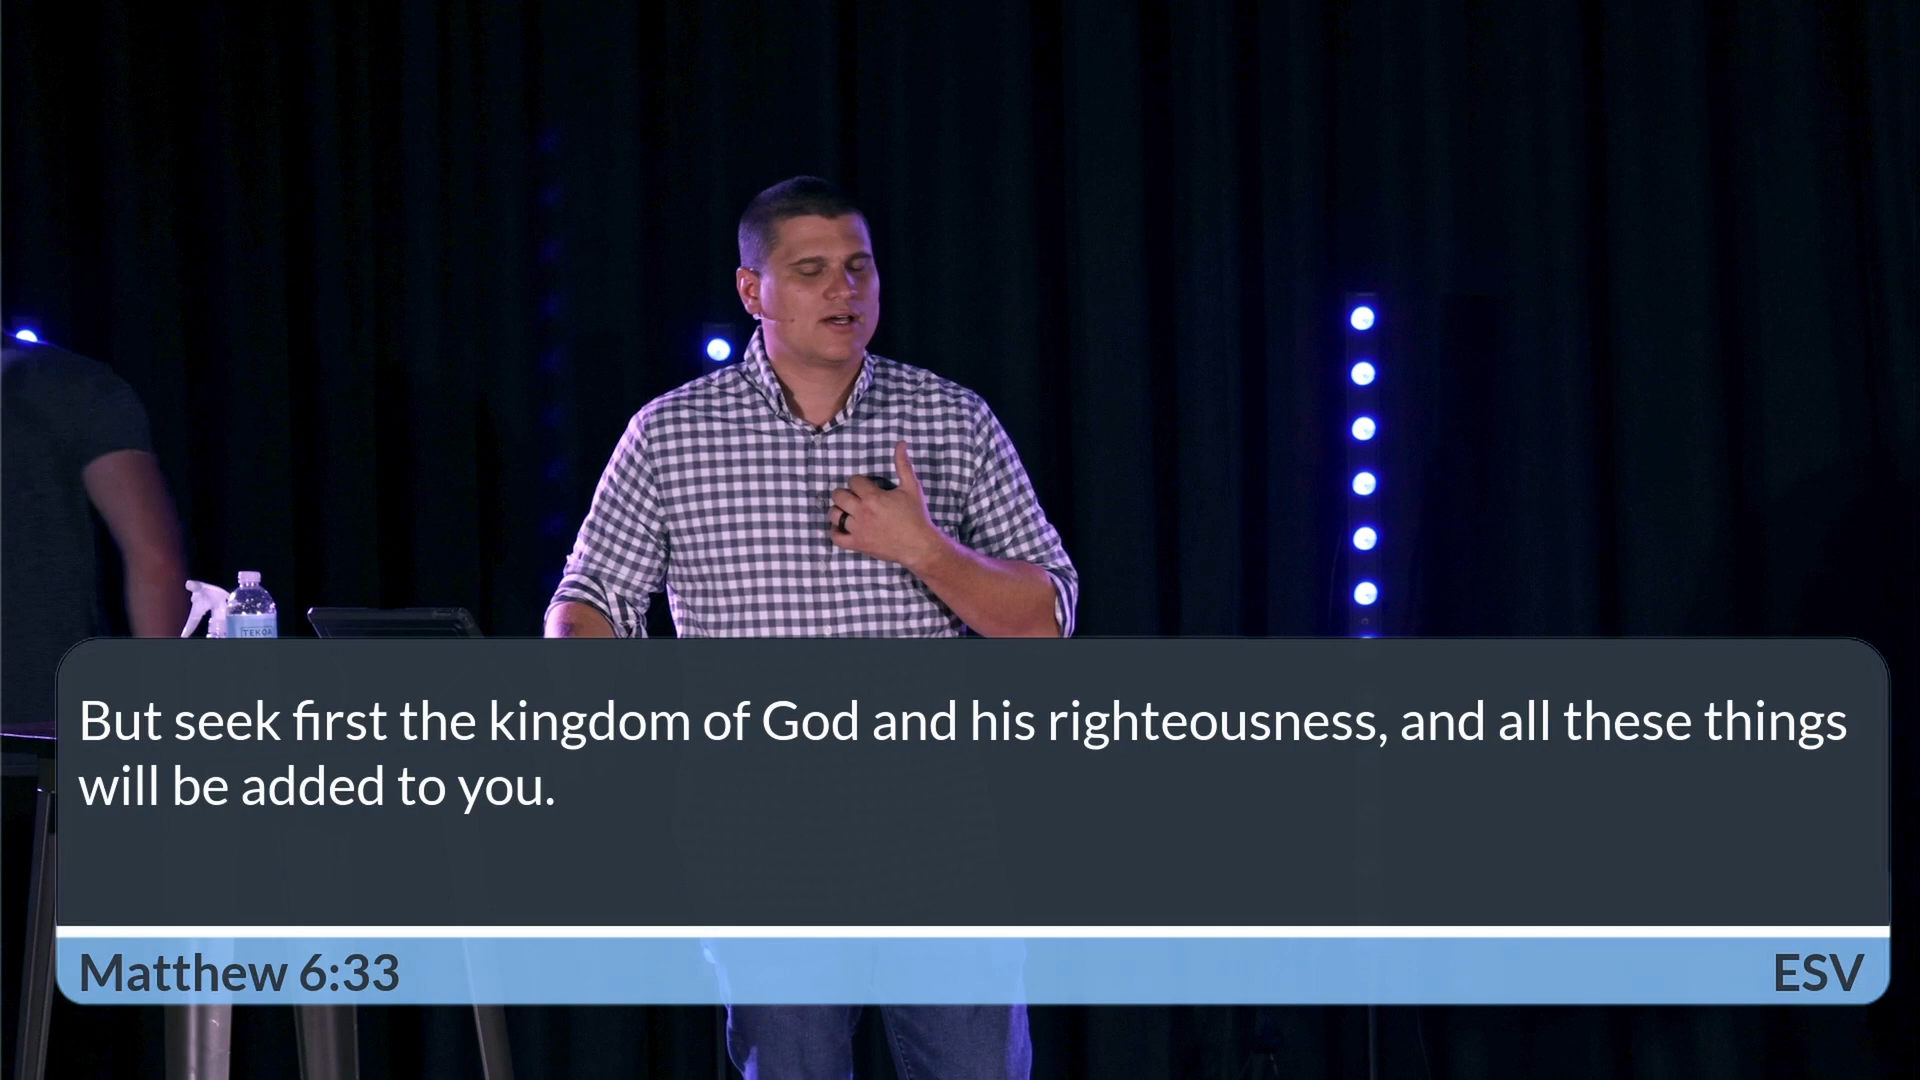 TEKOA
But seek first the kingdom of God and his righteousness, and all these things
will be added to you.
Matthew 6:33
ESV